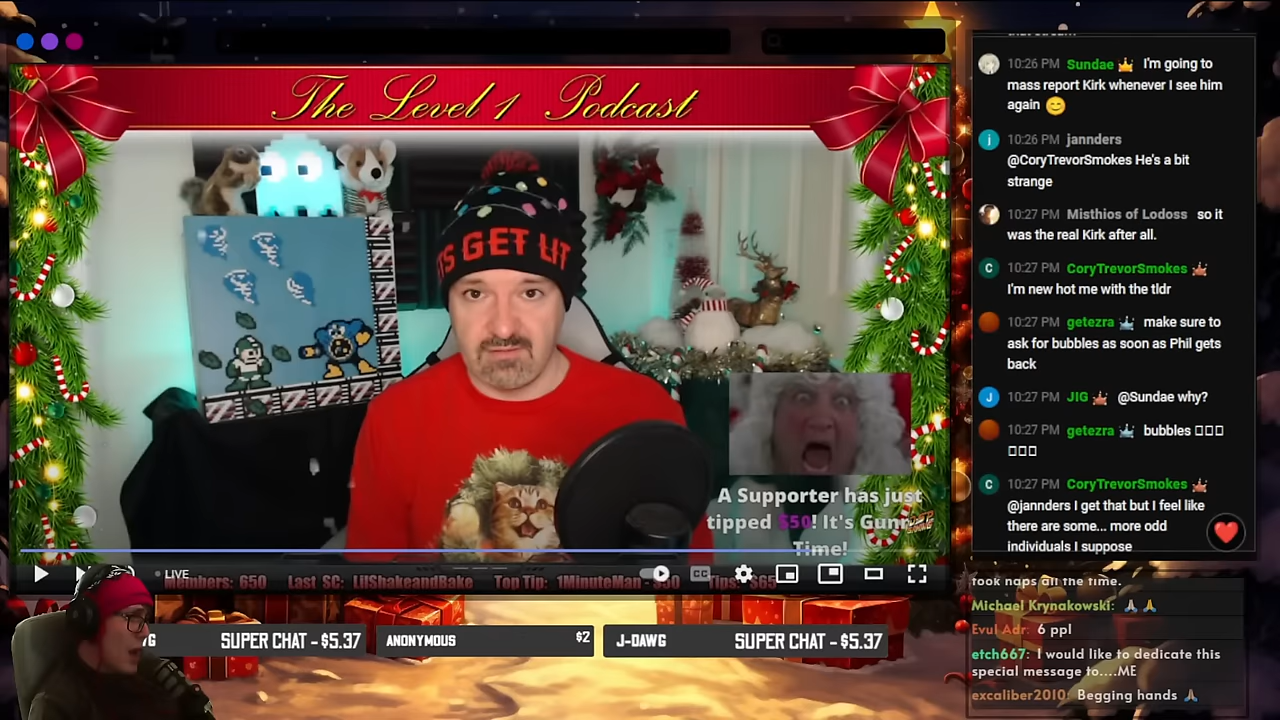 The Level 1 Podcast
LET'S GET LIT
A Supporter has just
tipped $50! It's Gunt
Time!
LIVE
CC
Members: 650 Last SC: LilShakeandBake Top Tip: 1MinuteMan - $50 Tips: $65
SUPER CHAT - $5.37
ANONYMOUS
$2
J-DAWG
SUPER CHAT - $5.37
10:26 PM Sundae I'm going to
mass report Kirk whenever I see him
again 😊
j
10:26 PM jannders
@CoryTrevorSmokes He's a bit
strange
10:27 PM Misthios of Lodoss so it
was the real Kirk after all.
C
10:27 PM CoryTrevorSmokes
I'm new hot me with the tldr
10:27 PM getezra make sure to
ask for bubbles as soon as Phil gets
back
J
10:27 PM JIG @Sundae why?
10:27 PM getezra bubbles □□□
□□□
C
10:27 PM CoryTrevorSmokes
@jannders I get that but I feel like
there are some... more odd
individuals I suppose
took naps all the time.
Michael Krynakowski: 🙏 🙏
Evul Adr: 6 ppl
etch667: I would like to dedicate this
special message to....ME
excaliber2010: Begging hands 🙏